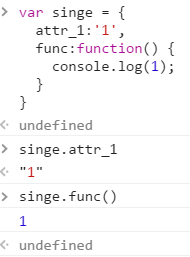 > var singe = {
    attr_1:'1',
    func:function() {
      console.log(1);
    }
  }
< undefined
> singe.attr_1
< "1"
> singe.func()
  1
< undefined